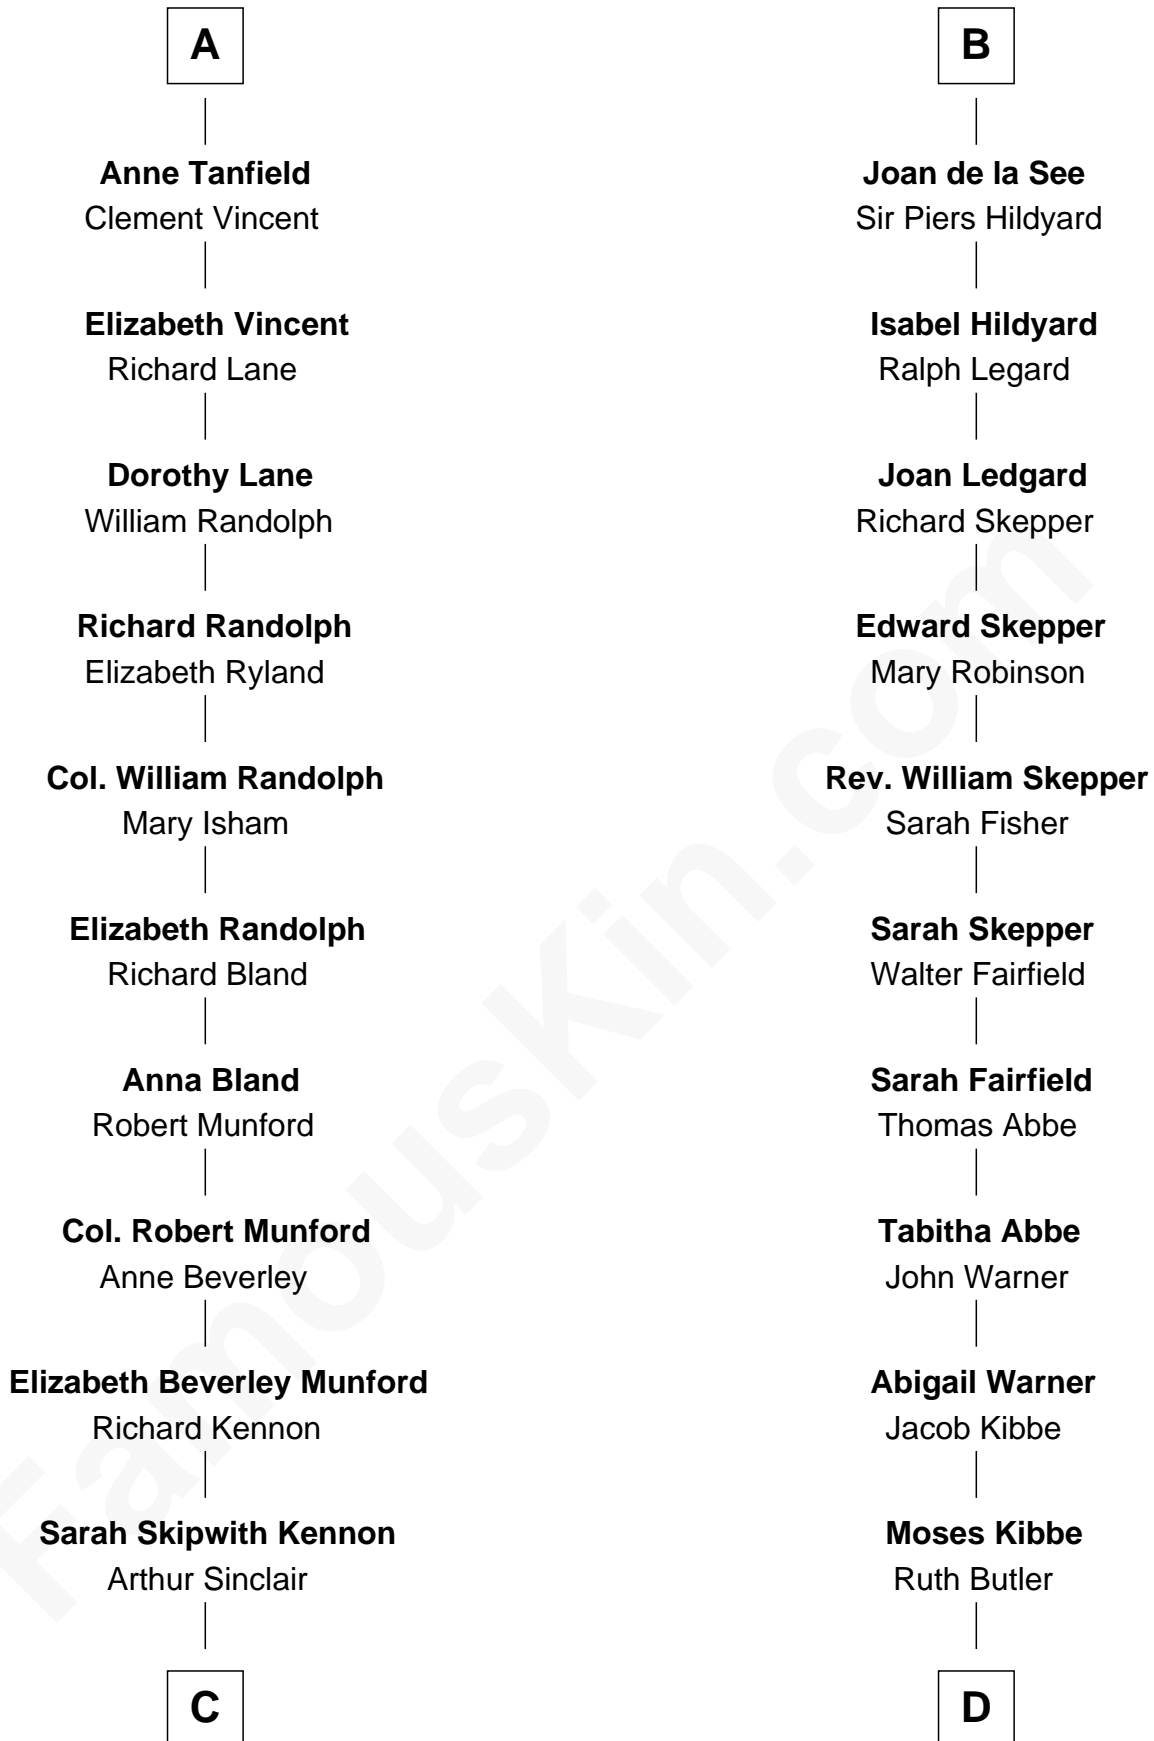 A
Anne Tanfield
Clement Vincent
Elizabeth Vincent
Richard Lane
Dorothy Lane
William Randolph
Richard Randolph
Elizabeth Ryland
Col. William Randolph
Mary Isham
Elizabeth Randolph
Richard Bland
Anna Bland
Robert Munford
Col. Robert Munford
Anne Beverley
Elizabeth Beverley Munford
Richard Kennon
Sarah Skipwith Kennon
Arthur Sinclair
C
B
Joan de la See
Sir Piers Hildyard
Isabel Hildyard
Ralph Legard
Joan Ledgard
Richard Skepper
Edward Skepper
Mary Robinson
Rev. William Skepper
Sarah Fisher
Sarah Skepper
Walter Fairfield
Sarah Fairfield
Thomas Abbe
Tabitha Abbe
John Warner
Abigail Warner
Jacob Kibbe
Moses Kibbe
Ruth Butler
D
FamousKin.com